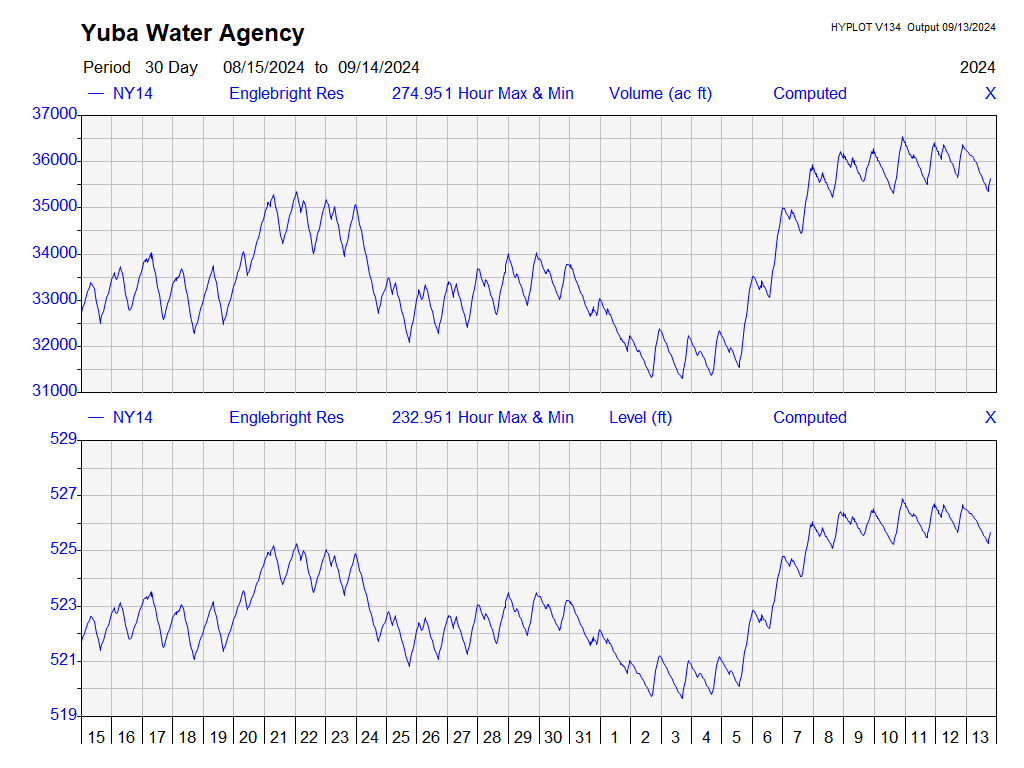 Yuba Water Agency HYPLOT V134 Output 09/13/2024
Period 30 Day 08/15/2024 to 09/14/2024 2024
— NY14 Englebright Res 274.951 Hour Max & Min Volume (ac ft) Computed X
37000
36000
35000
34000
33000
32000
31000
— NY14 Englebright Res 232.951 Hour Max & Min Level (ft) Computed X
529
527
525
523
521
519
15 16 17 18 19 20 21 22 23 24 25 26 27 28 29 30 31 1 2 3 4 5 6 7 8 9 10 11 12 13